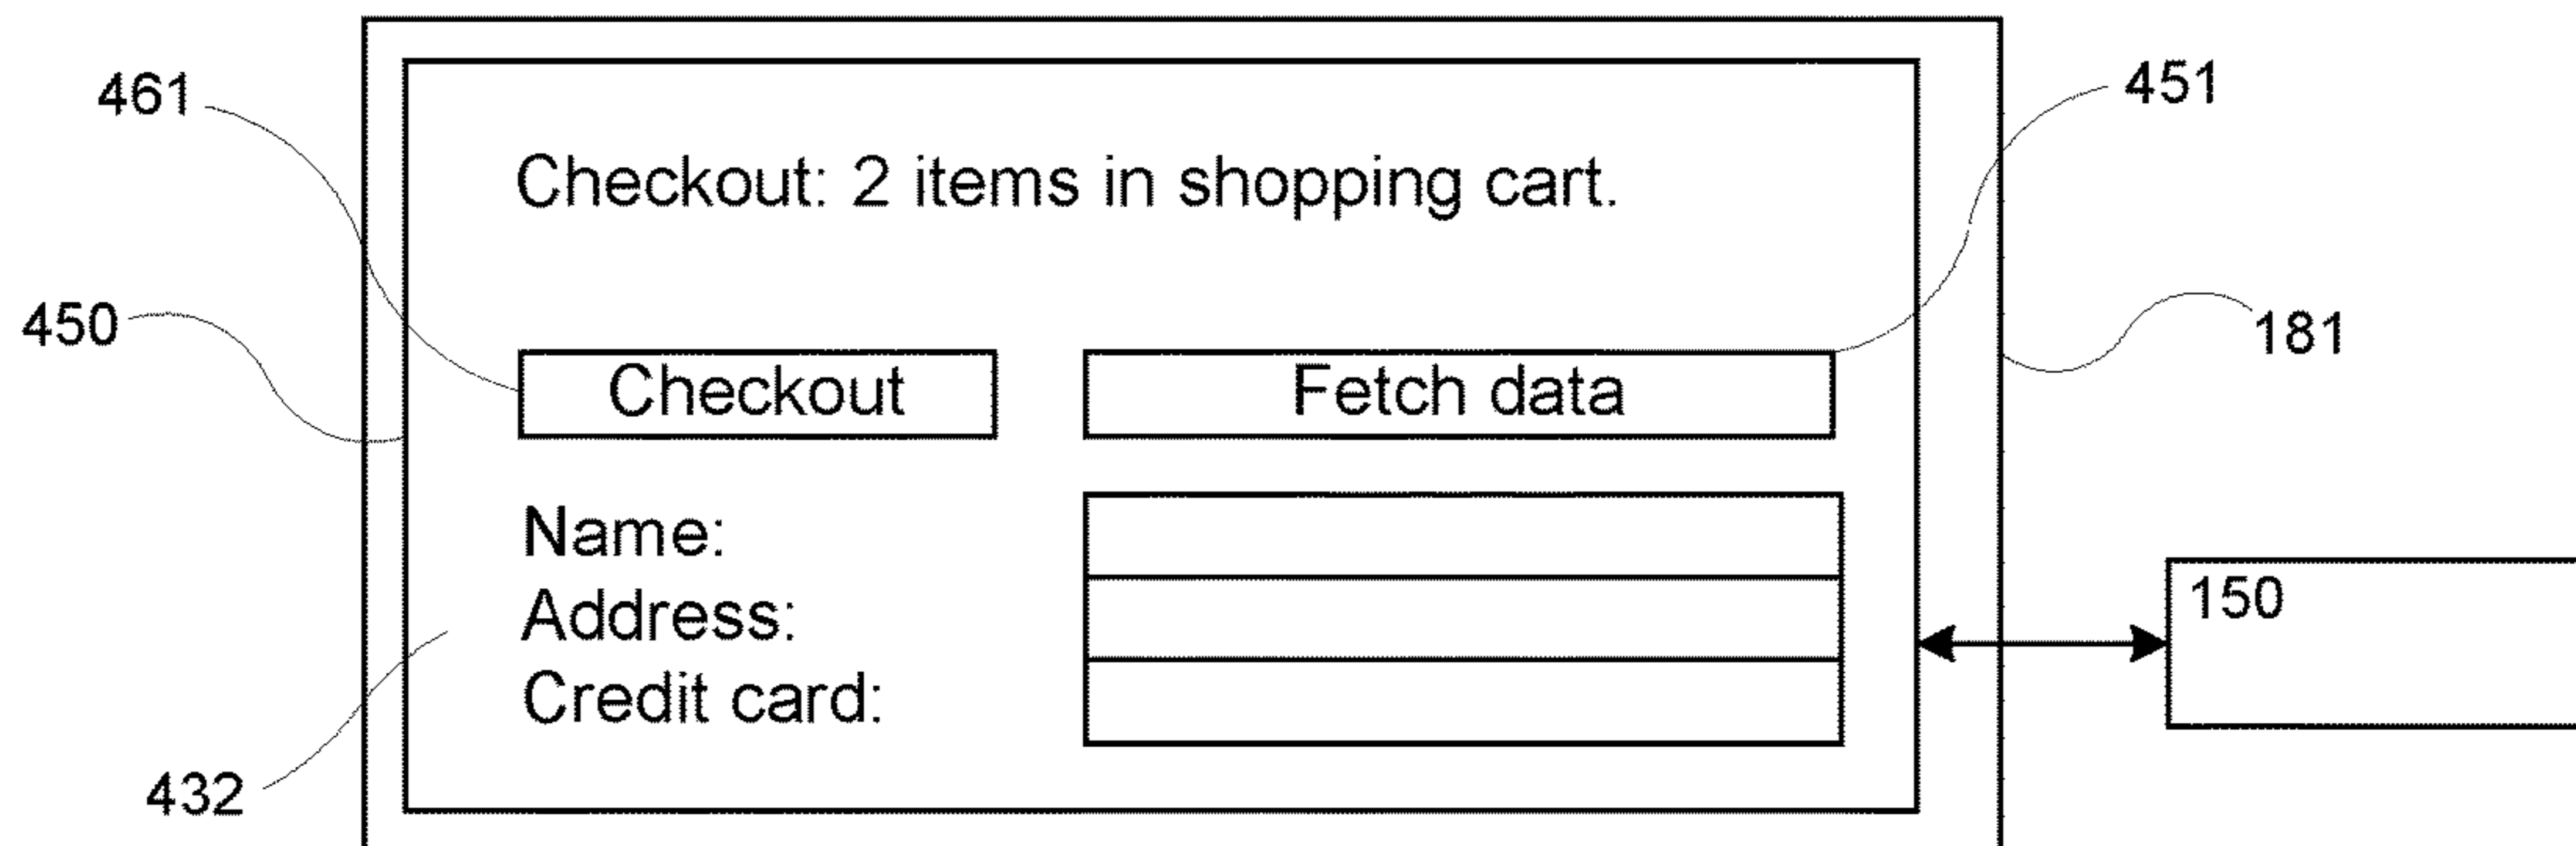 461
451
Checkout: 2 items in shopping cart.
450
181
Checkout
Fetch data
Name:
150
Address:
Credit card:
432